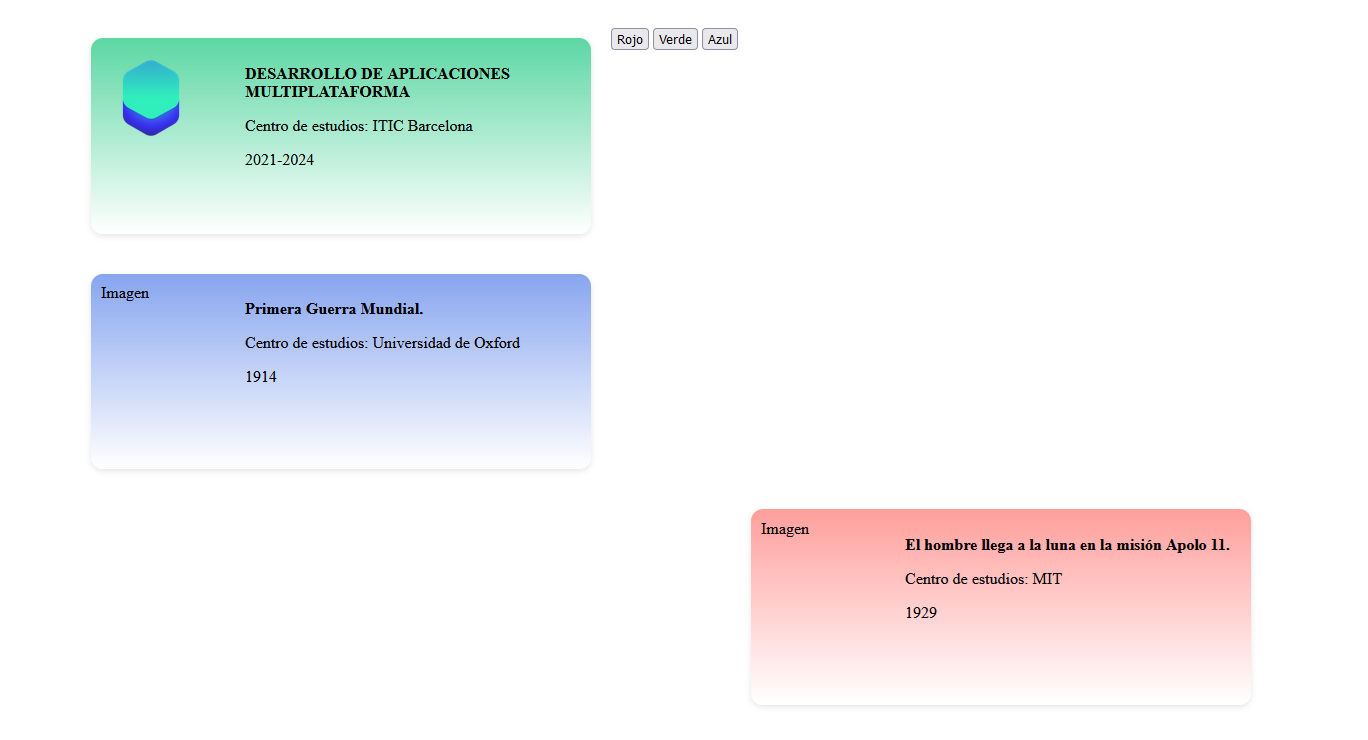 Rojo Verde Azul
DESARROLLO DE APLICACIONES
MULTIPLATAFORMA
Centro de estudios: ITIC Barcelona
2021-2024
Imagen
Primera Guerra Mundial.
Centro de estudios: Universidad de Oxford
1914
Imagen
El hombre llega a la luna en la misión Apolo 11.
Centro de estudios: MIT
1929